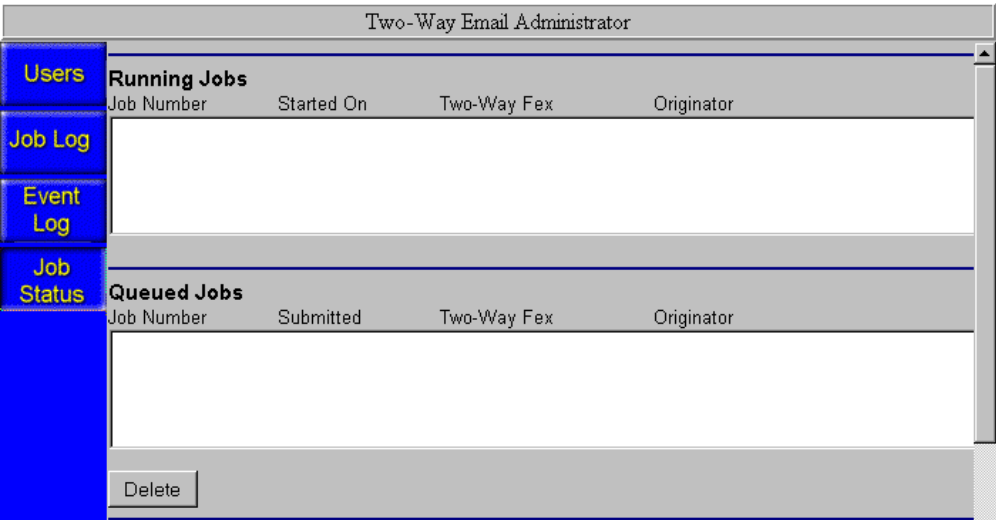 Two-Way Email Administrator
Users
Job Log
Event
Log
Job
Status
Running Jobs
Job Number Started On Two-Way Fex Originator
Queued Jobs
Job Number Submitted Two-Way Fex Originator
Delete